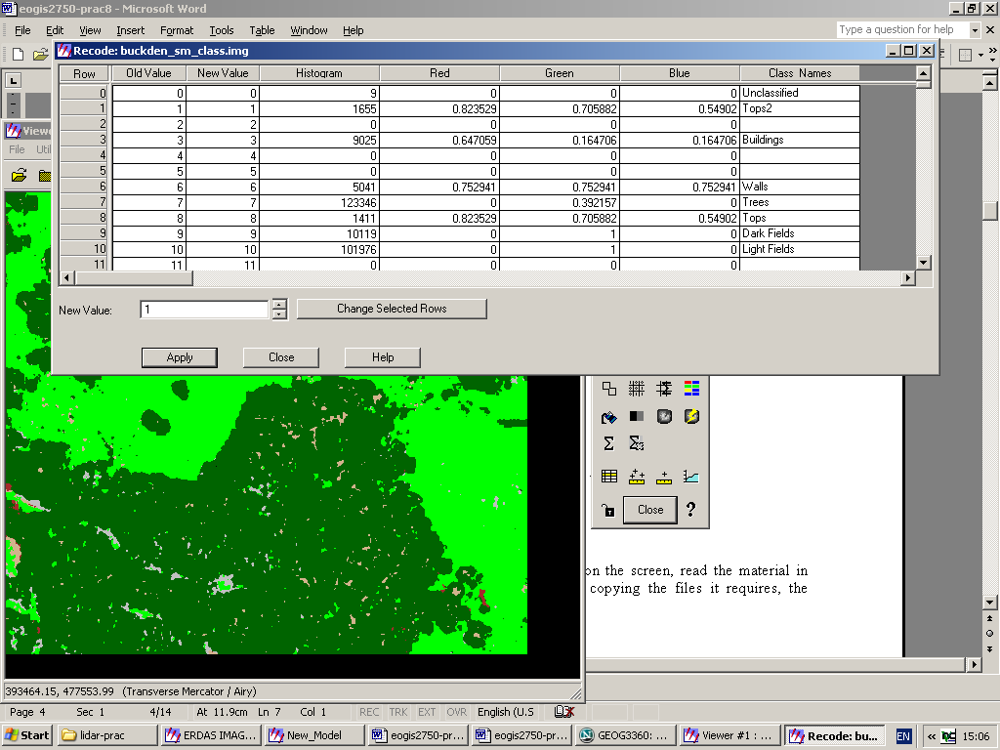 eogis2750-prac8 - Microsoft Word
File Edit View Insert Format Tools Table Window Help
Type a question for help
Recode: buckden_sm_class.img
Row Old Value New Value Histogram Red Green Blue Class_Names
0 0 0 9 0 0 0 Unclassified
1 1 1 1655 0.823529 0.705882 0.54902 Tops2
2 2 2 0 0 0 0
3 3 3 9025 0.647059 0.164706 0.164706 Buildings
4 4 4 0 0 0 0
5 5 5 0 0 0 0
6 6 6 5041 0.752941 0.752941 0.752941 Walls
7 7 7 123346 0 0.392157 0 Trees
8 8 8 1411 0.823529 0.705882 0.54902 Tops
9 9 9 10119 0 1 0 Dark Fields
10 10 10 101976 0 1 0 Light Fields
11 11 11 0 0 0 0
New Value: 1 Change Selected Rows
Apply Close Help
Viewe
File Util
Close ?
on the screen, read the material in
copying the files it requires, the
393464.15, 477553.99 (Transverse Mercator / Airy)
Page 4 Sec 1 4/14 At 11.9cm Ln 7 Col 1 REC TRK EXT OVR English (U.S
Start lidar-prac ERDAS IMAG... New_Model eogis2750-pr... eogis2750-pr... GEOG3360: ... Viewer #1 : ... Recode: bu... EN « 15:06